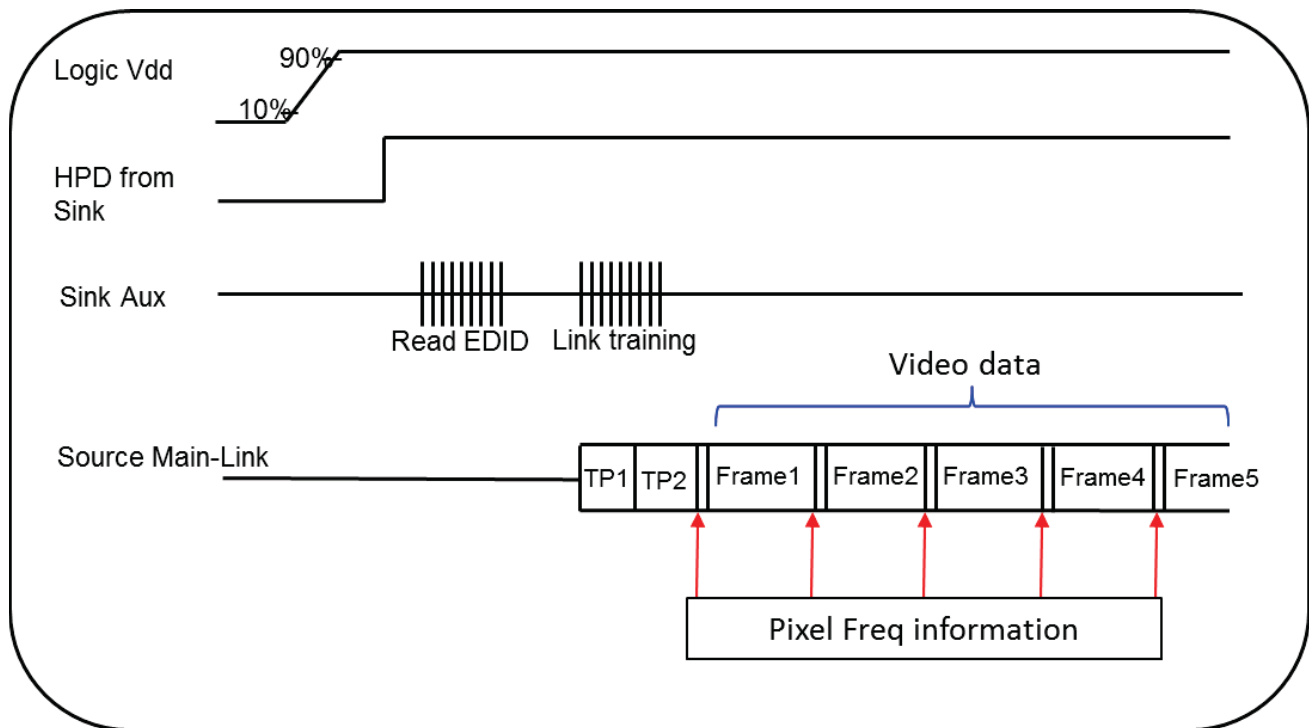 Logic Vdd
90%
10%
HPD from
Sink
Sink Aux
Read EDID
Link training
Video data
Source Main-Link
TP1
TP2
Frame1
Frame2
Frame3
Frame4
Frame5
Pixel Freq information